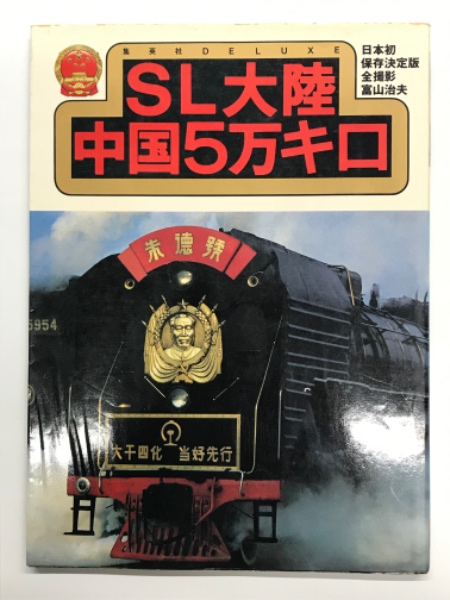 集英社DELUXE
日本初
保存決定版
全撮影
富山治夫
SL大陸
中国5万キロ
朱德號
5954
大干四化 当好先行